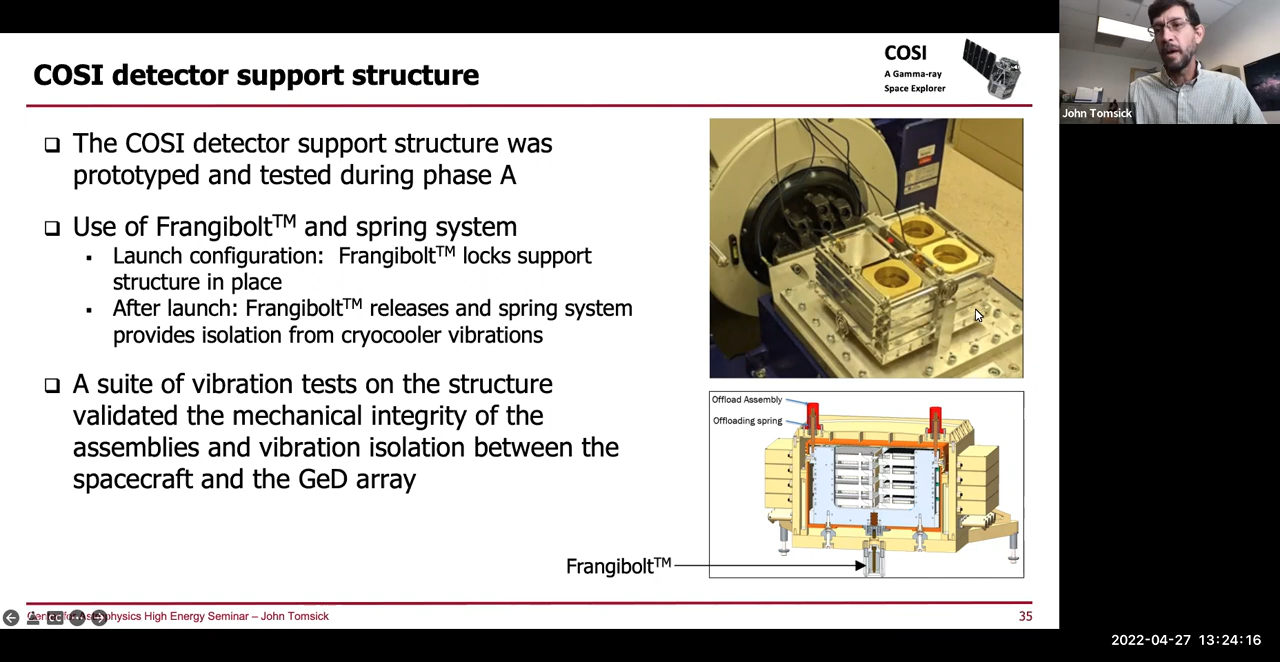 COSI detector support structure
COSI
A Gamma-ray
Space Explorer
❑ The COSI detector support structure was
prototyped and tested during phase A
❑ Use of Frangibolt™ and spring system
▪ Launch configuration: Frangibolt™ locks support
structure in place
▪ After launch: Frangibolt™ releases and spring system
provides isolation from cryocooler vibrations
❑ A suite of vibration tests on the structure
validated the mechanical integrity of the
assemblies and vibration isolation between the
spacecraft and the GeD array
Offload Assembly
Offloading spring
Frangibolt™
Center for Astrophysics High Energy Seminar – John Tomsick
35
John Tomsick
2022-04-27 13:24:16